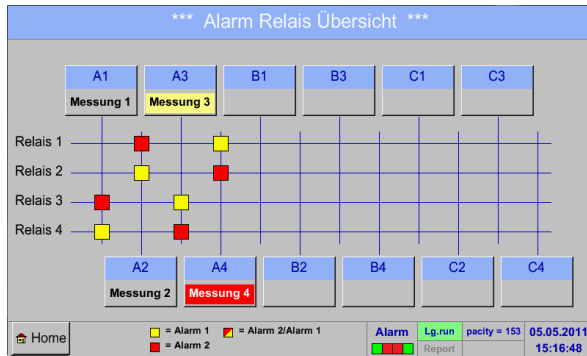 *** Alarm Relais Übersicht ***
A1 A3 B1 B3 C1 C3
Messung 1 Messung 3
Relais 1
Relais 2
Relais 3
Relais 4
A2 A4 B2 B4 C2 C4
Messung 2 Messung 4
Home
= Alarm 1 = Alarm 2/Alarm 1
= Alarm 2
Alarm Lg.run pacity = 153 05.05.2011
Report 15:16:48